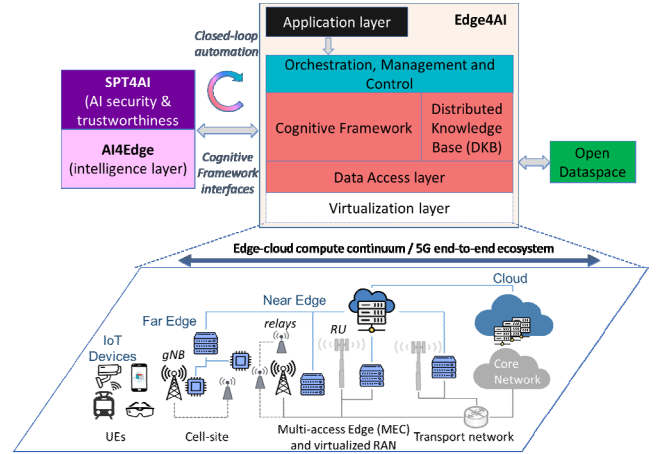 Closed-loop
automation
Application layer
Edge4AI
Orchestration, Management and
Control
SPT4AI
(AI security &
trustworthiness
AI4Edge
(intelligence layer)
Cognitive
Framework
interfaces
Cognitive Framework
Distributed
Knowledge
Base (DKB)
Data Access layer
Virtualization layer
Open
Dataspace
Edge-cloud compute continuum / 5G end-to-end ecosystem
Cloud
Near Edge
Far Edge
relays
RU
IoT
Devices
gNB
Core
Network
UEs
Cell-site
Multi-access Edge (MEC)
and virtualized RAN
Transport network